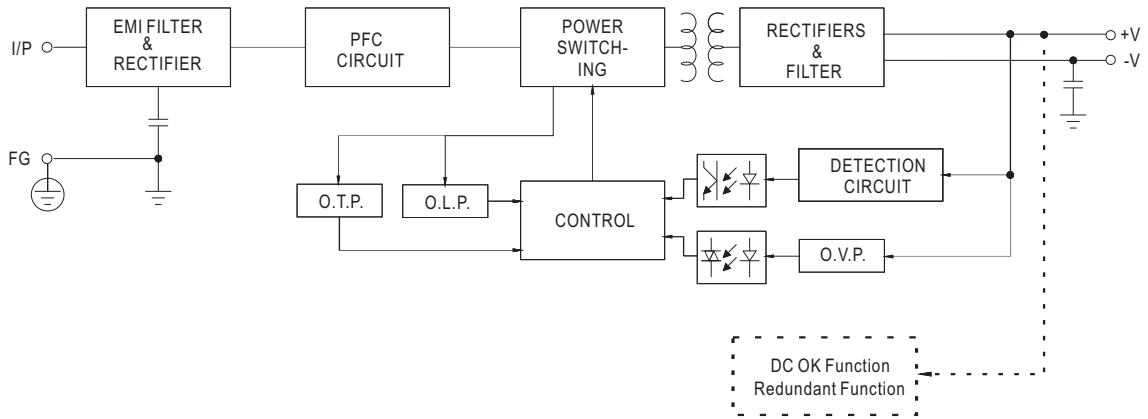 I/P
EMI FILTER
&
RECTIFIER
PFC
CIRCUIT
POWER
SWITCH-
ING
RECTIFIERS
&
FILTER
+V
-V
FG
O.T.P.
O.L.P.
CONTROL
DETECTION
CIRCUIT
O.V.P.
DC OK Function
Redundant Function